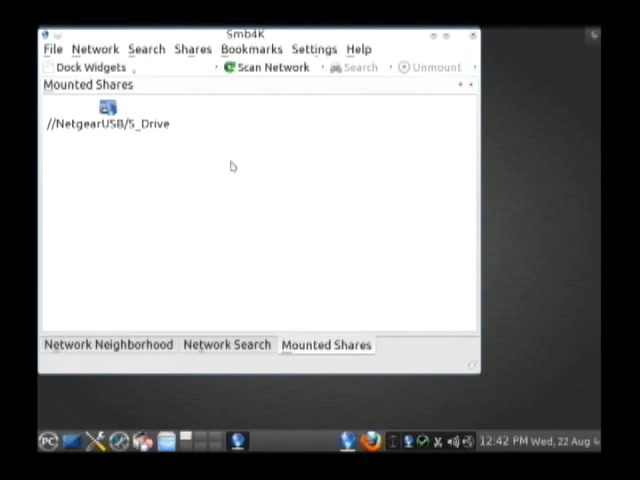 Smb4K
File Network Search Shares Bookmarks Settings Help
Dock Widgets Scan Network Search Unmount
Mounted Shares
//NetgearUSB/S_Drive
Network Neighborhood Network Search Mounted Shares
PC 12:42 PM Wed, 22 Aug